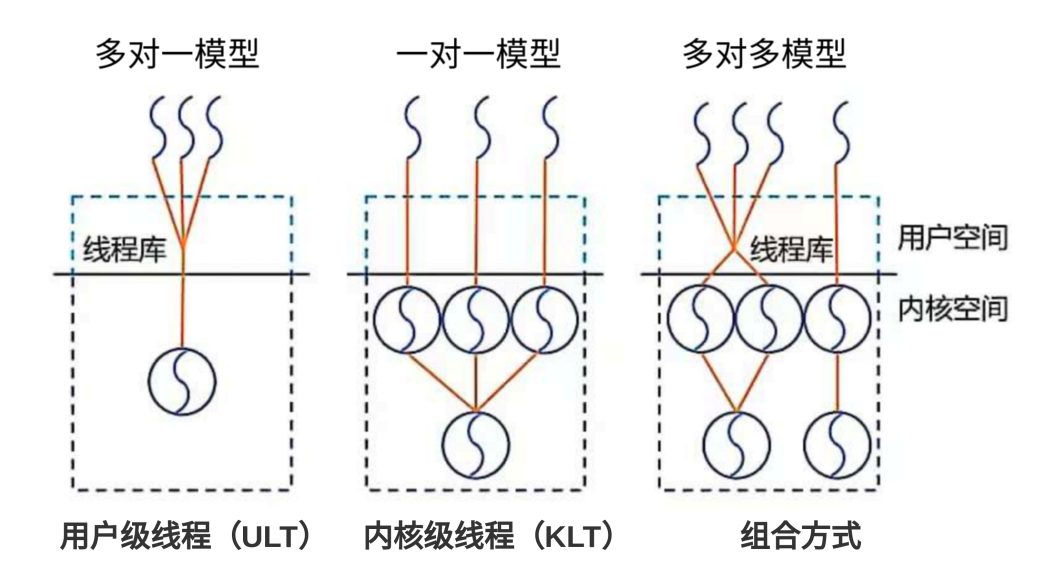 多对一模型
一对一模型
多对多模型
线程库
线程库
用户空间
内核空间
用户级线程（ULT）
内核级线程（KLT）
组合方式